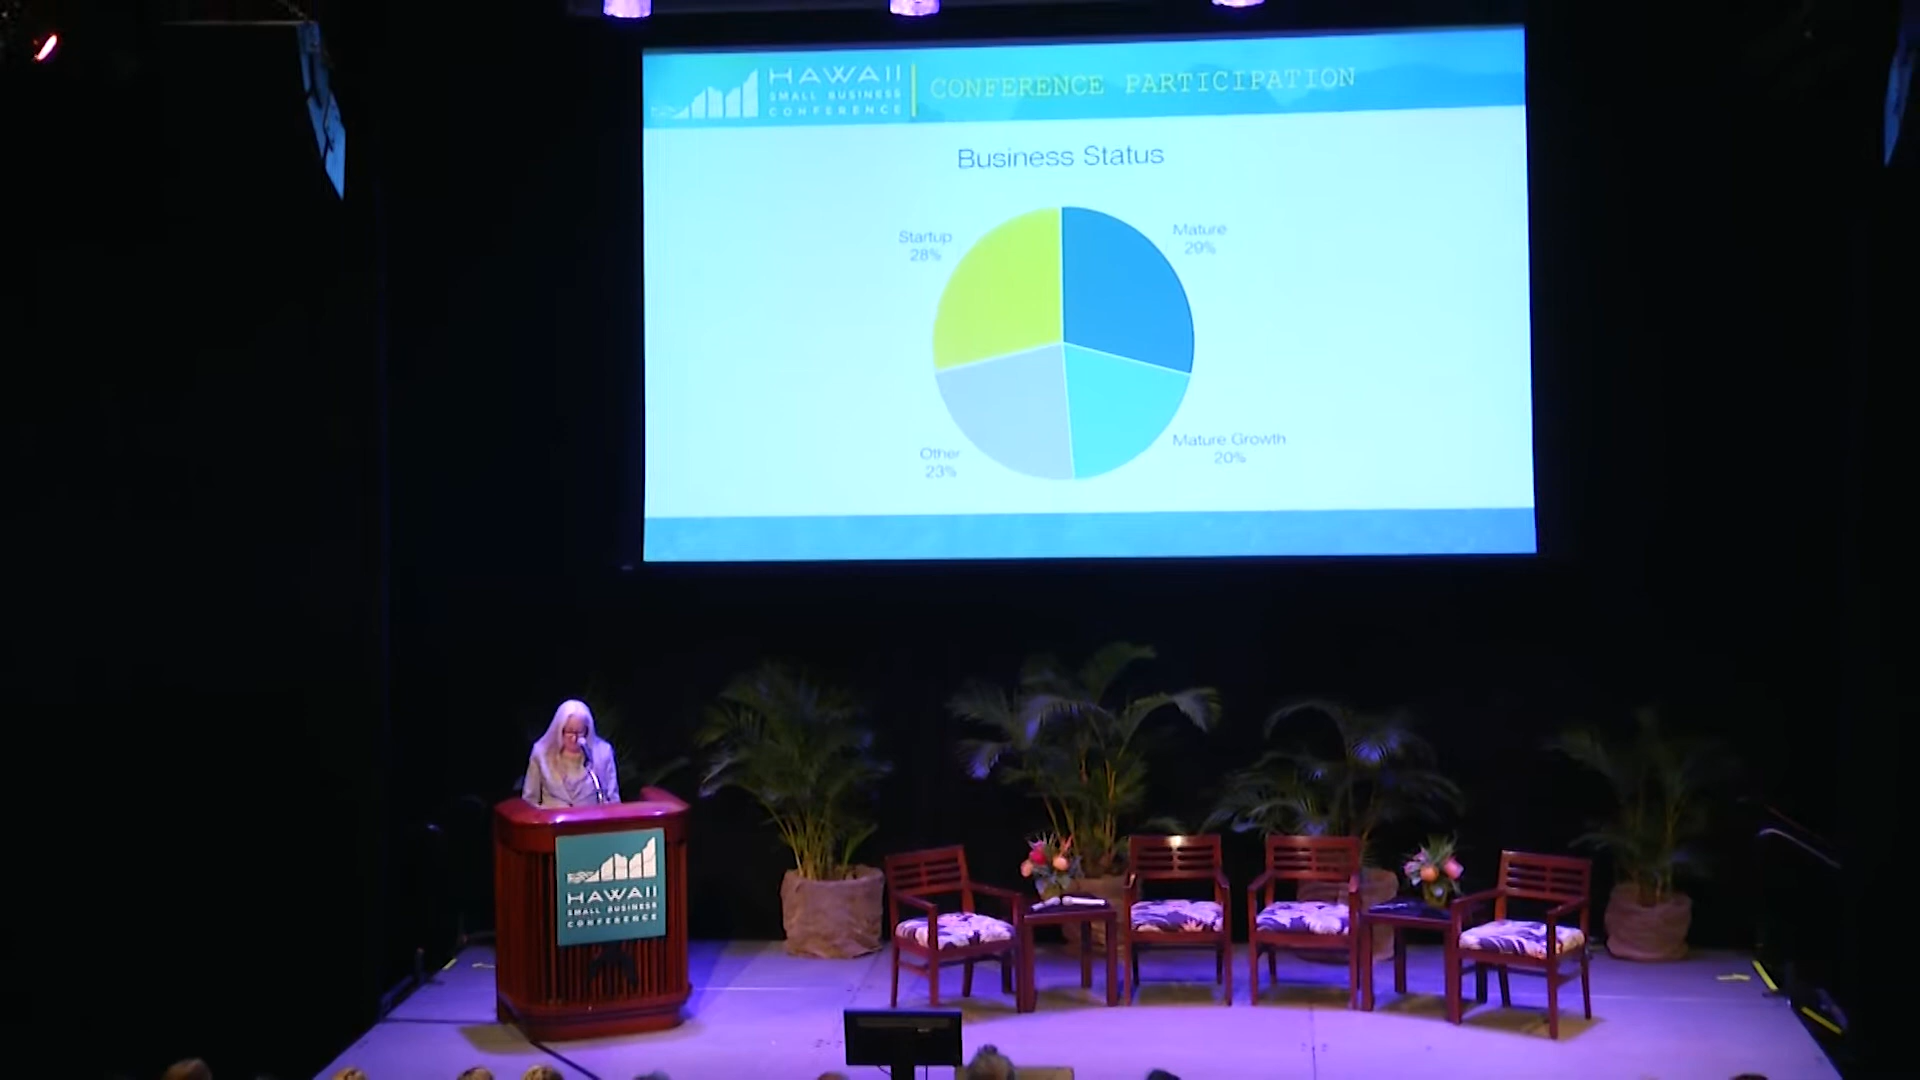 HAWAII
SMALL BUSINESS
CONFERENCE
CONFERENCE PARTICIPATION
Business Status
Startup
28%
Mature
29%
Other
23%
Mature Growth
20%
HAWAII
SMALL BUSINESS
CONFERENCE